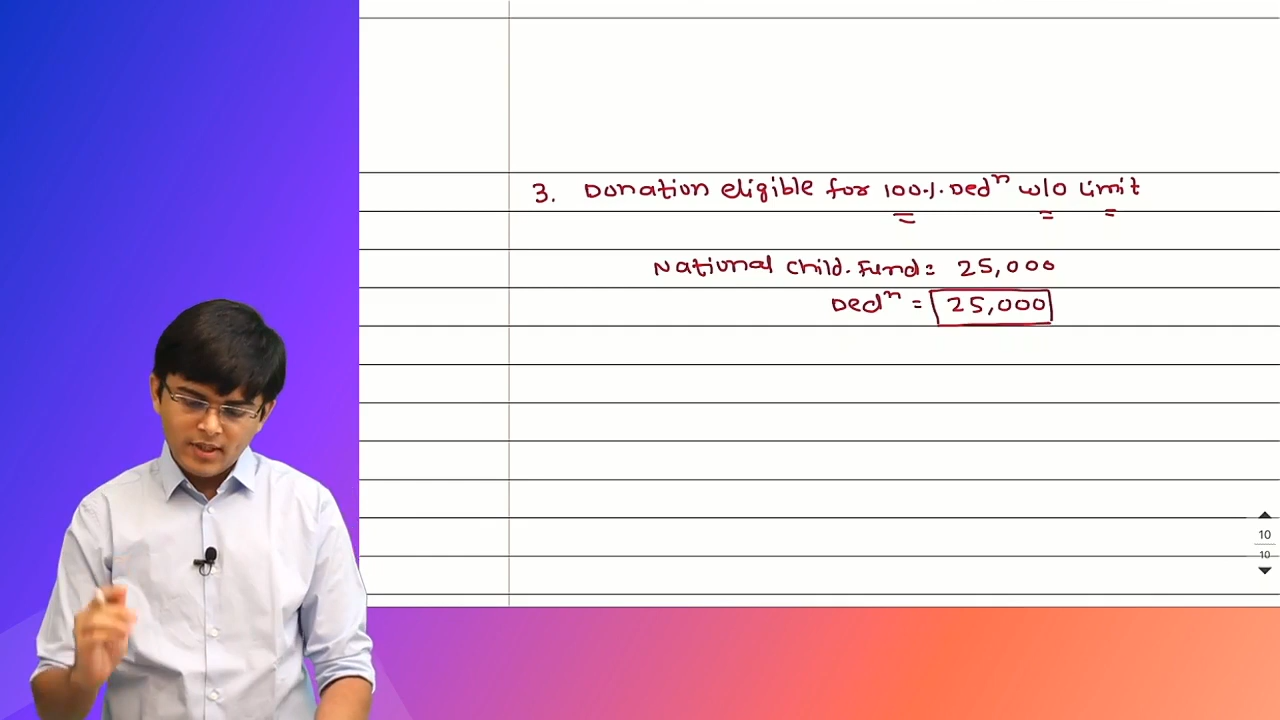 3. Donation eligible for 100%. Dedⁿ w/o limit
National Child. Fund = 25,000
Dedⁿ = 25,000
10
10